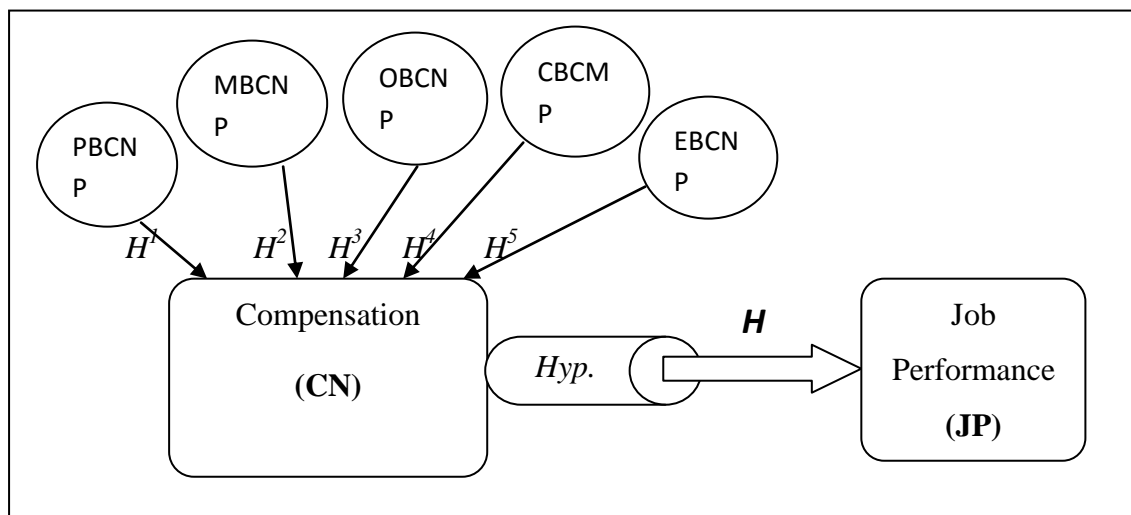 PBCN
P
MBCN
P
OBCN
P
CBCM
P
EBCN
P
H1
H2
H3
H4
H5
Compensation
(CN)
Hyp.
H
Job
Performance
(JP)